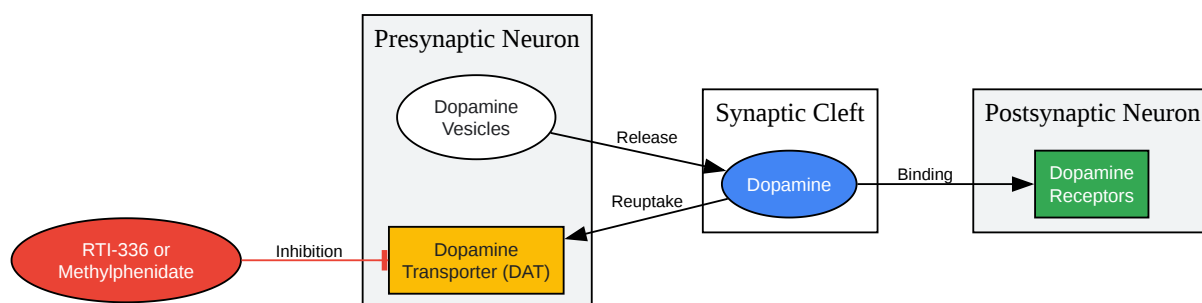 Presynaptic Neuron
Dopamine
Vesicles
Release
Synaptic Cleft
Dopamine
Reuptake
Binding
Postsynaptic Neuron
Dopamine
Receptors
RTI-336 or
Methylphenidate
Inhibition
Dopamine
Transporter (DAT)